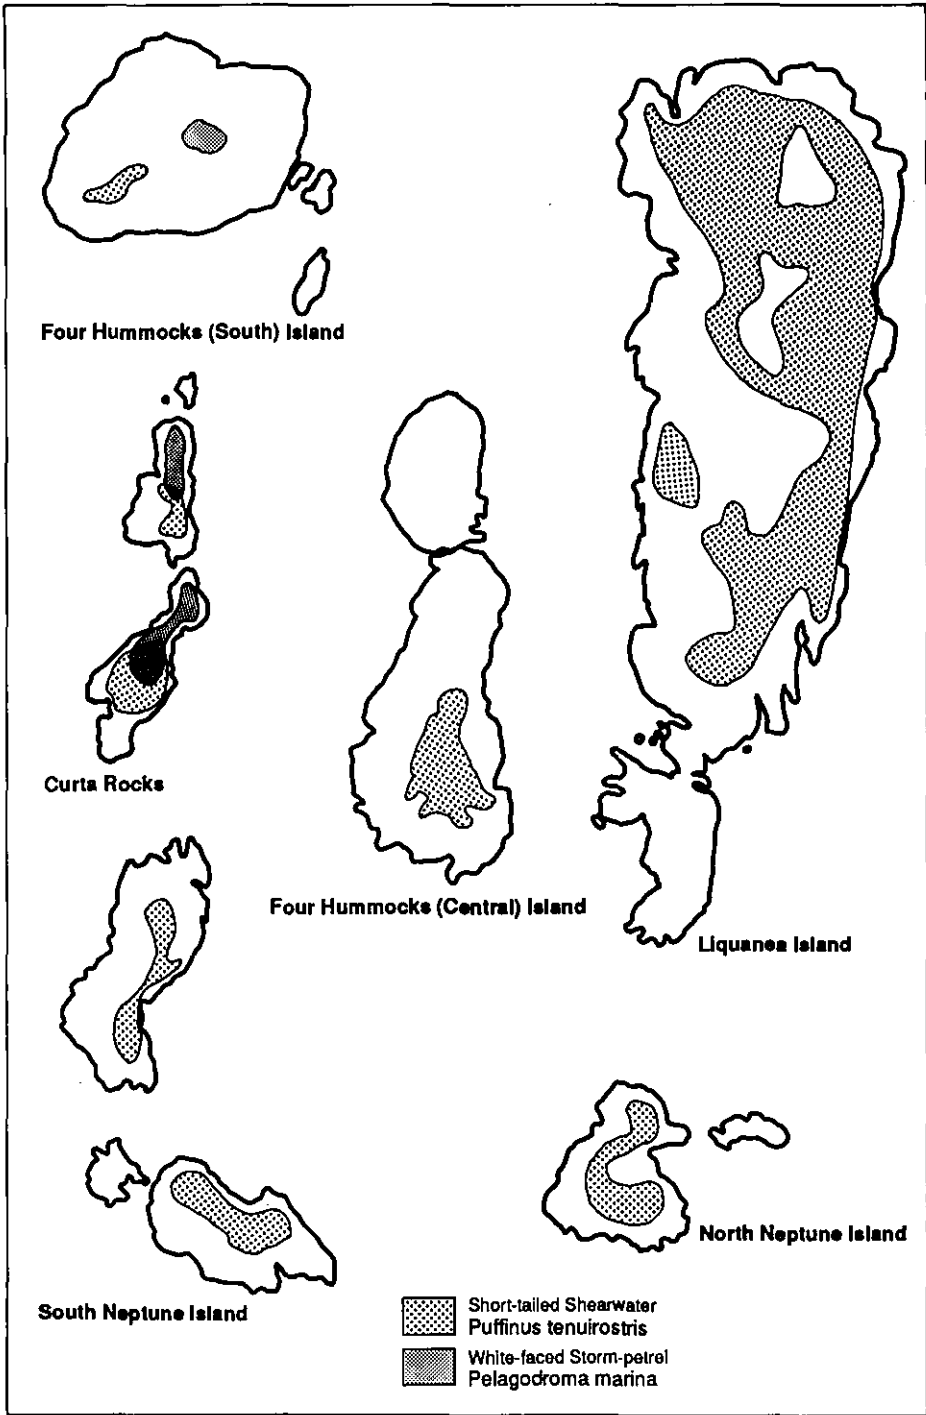 Four Hummocks (South) Island
Curta Rocks
Four Hummocks (Central) Island
Liquanea Island
North Neptune Island
South Neptune Island
Short-tailed Shearwater
Puffinus tenuirostris
White-faced Storm-petrel
Pelagodroma marina